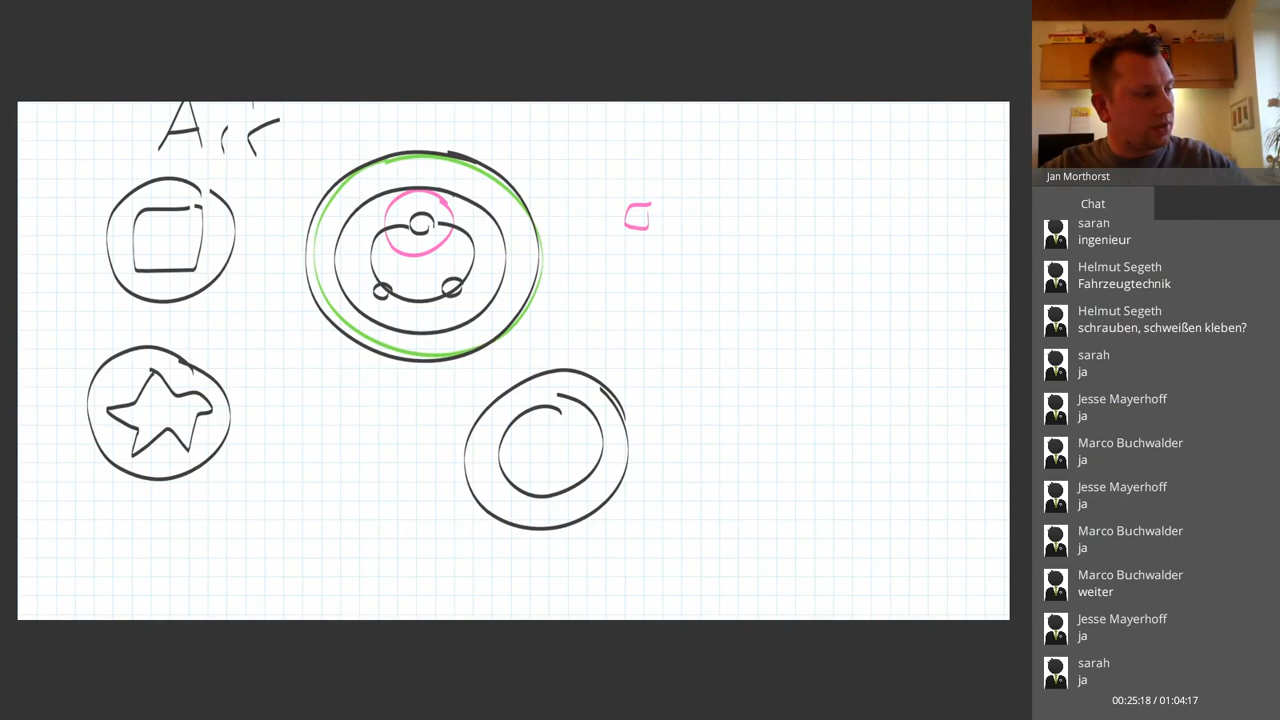 Air
Jan Morthorst
Chat
sarah
ingenieur
Helmut Segeth
Fahrzeugtechnik
Helmut Segeth
schrauben, schweißen kleben?
sarah
ja
Jesse Mayerhoff
ja
Marco Buchwalder
ja
Jesse Mayerhoff
ja
Marco Buchwalder
ja
Marco Buchwalder
weiter
Jesse Mayerhoff
ja
sarah
ja
00:25:18 / 01:04:17